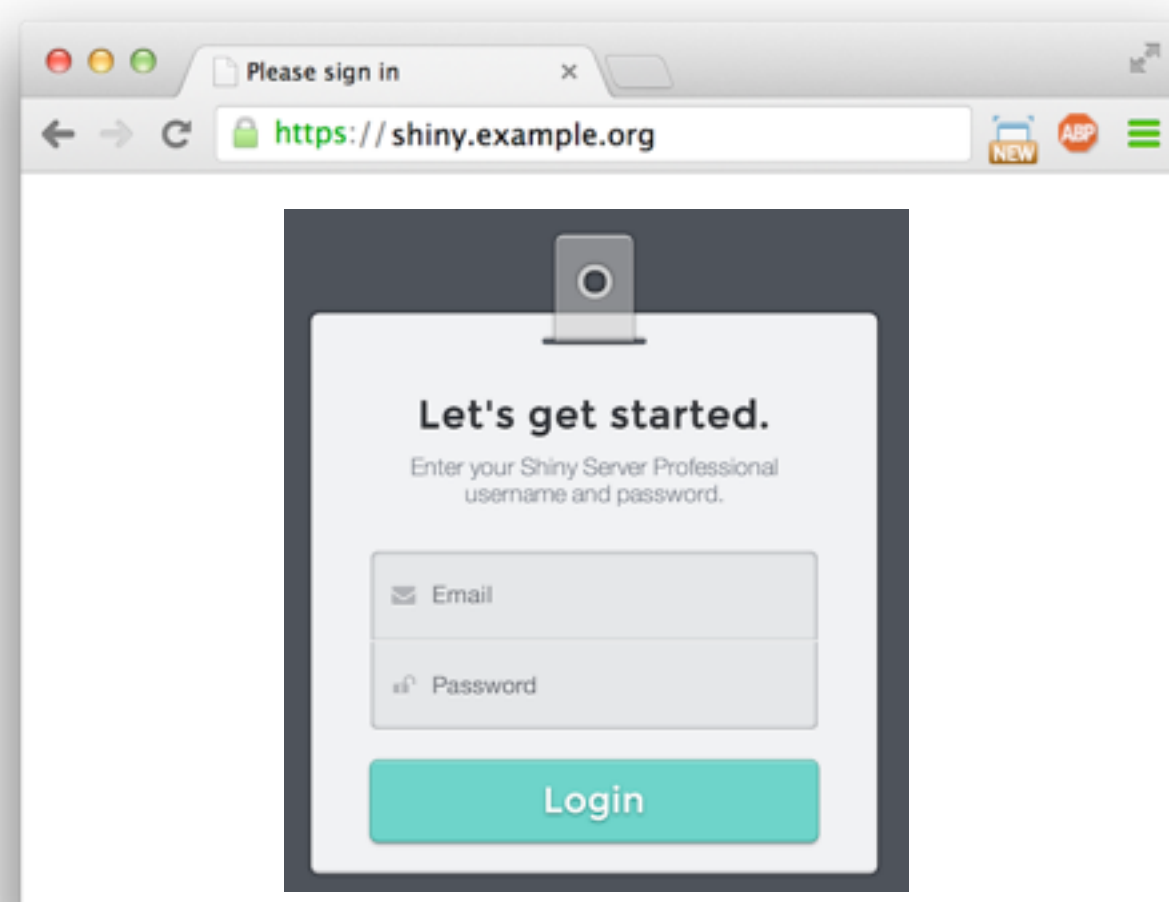 Please sign in
https://shiny.example.org
NEW
ABP
Let's get started.
Enter your Shiny Server Professional
username and password.
Email
Password
Login